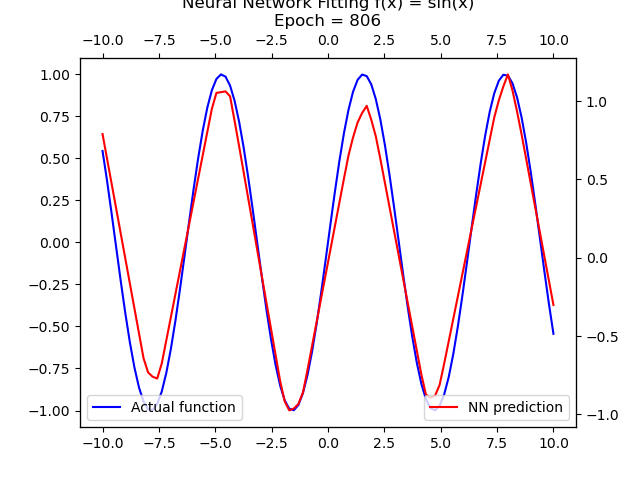 Neural Network Fitting f(x) = sin(x)
Epoch = 806
−10.0 −7.5 −5.0 −2.5 0.0 2.5 5.0 7.5 10.0
1.00
0.75
0.50
0.25
0.00
−0.25
−0.50
−0.75
−1.00
1.0
0.5
0.0
−0.5
−1.0
Actual function
NN prediction
−10.0 −7.5 −5.0 −2.5 0.0 2.5 5.0 7.5 10.0